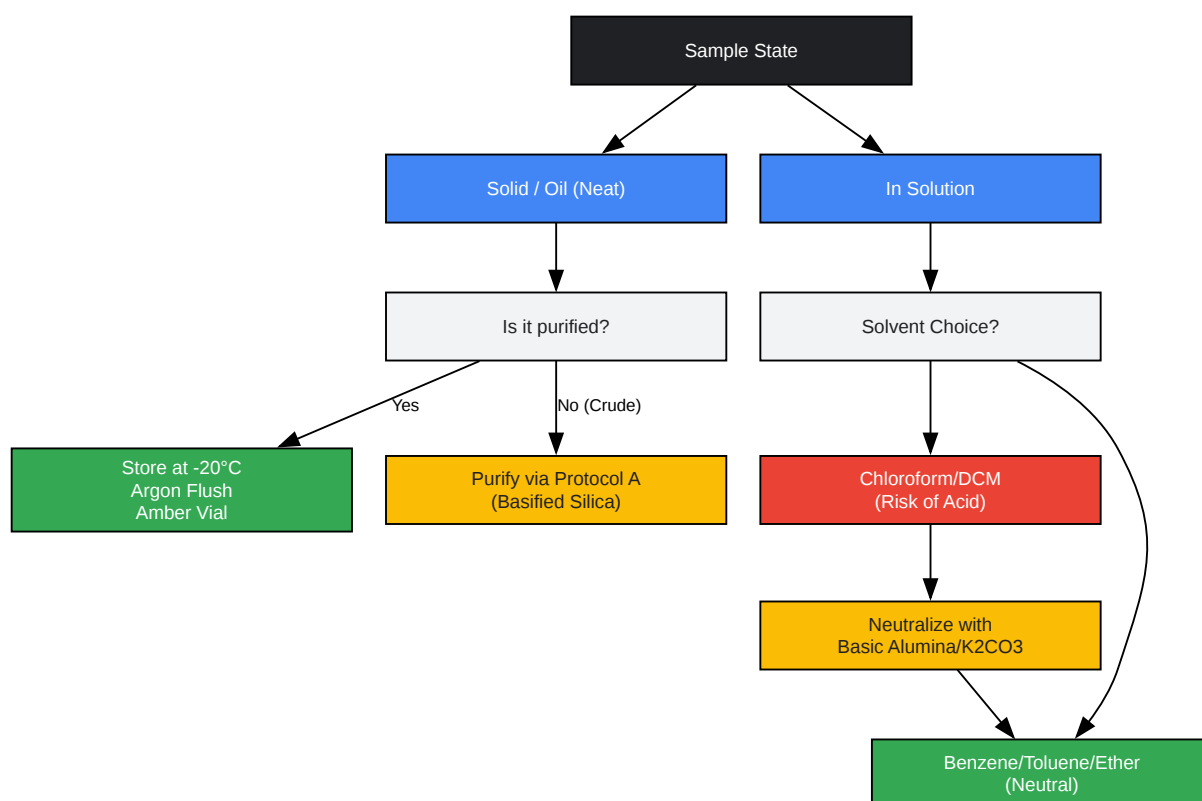 Sample State
Solid / Oil (Neat)
In Solution
Is it purified?
Solvent Choice?
Yes
No (Crude)
Store at -20°C
Argon Flush
Amber Vial
Purify via Protocol A
(Basified Silica)
Chloroform/DCM
(Risk of Acid)
Neutralize with
Basic Alumina/K2CO3
Benzene/Toluene/Ether
(Neutral)